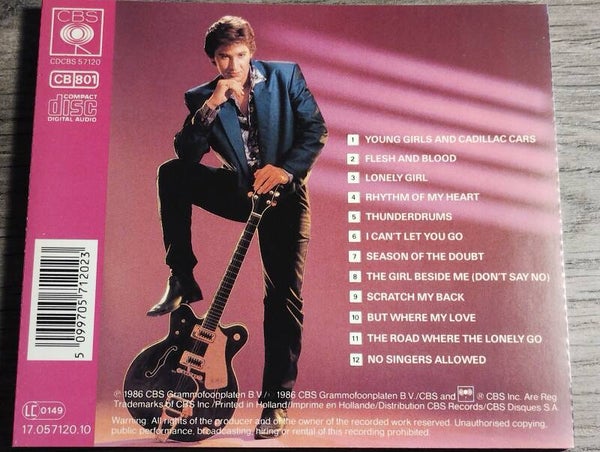 CBS
CDCBS 57120
CB 801
COMPACT
disc
DIGITAL AUDIO
1 YOUNG GIRLS AND CADILLAC CARS
2 FLESH AND BLOOD
3 LONELY GIRL
4 RHYTHM OF MY HEART
5 THUNDERDRUMS
6 I CAN'T LET YOU GO
7 SEASON OF THE DOUBT
8 THE GIRL BESIDE ME (DON'T SAY NO)
9 SCRATCH MY BACK
10 BUT WHERE MY LOVE
11 THE ROAD WHERE THE LONELY GO
12 NO SINGERS ALLOWED
5 099705 712023
LC 0149
17.057120.10
℗ 1986 CBS Grammofoonplaten B.V./ 1986 CBS Grammofoonplaten B.V./CBS and ® CBS Inc. Are Reg
Trademarks of CBS Inc /Printed in Holland/Imprime en Hollande/Distribution CBS Records/CBS Disques S.A
Warning. All rights of the producer and of the owner of the recorded work reserved. Unauthorised copying,
public performance, broadcasting, hiring or rental of this recording prohibited.